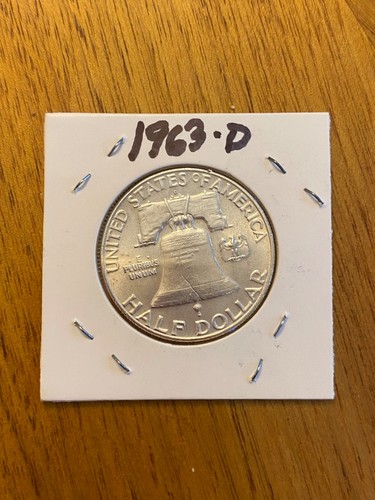 1963-D
UNITED STATES OF AMERICA
E
PLURIBUS
UNUM
HALF DOLLAR